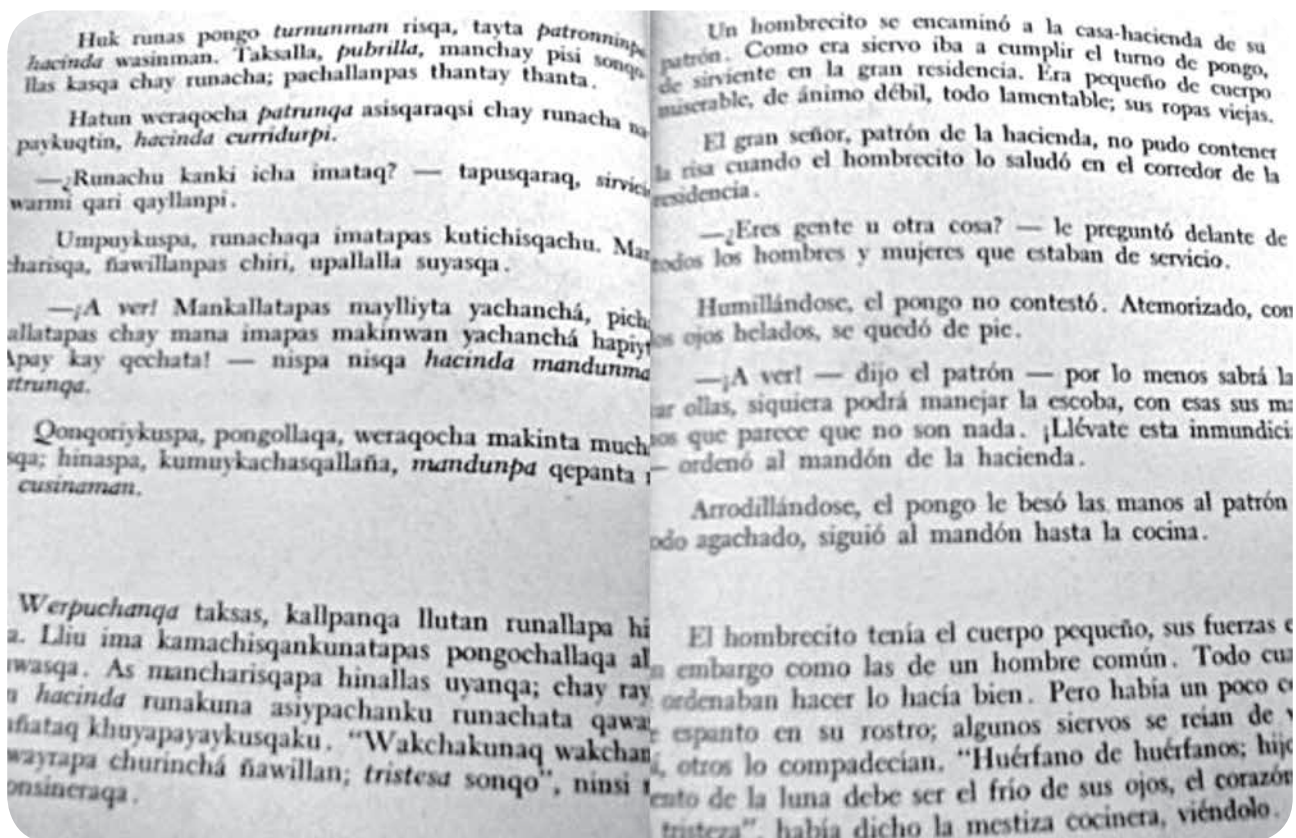 Huk runas pongo turnunman risqa, tayta patronninpa
hacinda wasinman. Taksalla, pubrilla, manchay pisi sonqo
llas kasqa chay runacha; pachallanpas thantay thanta.
Hatun weraqocha patrunqa asisqaraqsi chay runacha na
paykuqtin, hacinda curridurpi.
—¿Runachu kanki icha imataq? — tapusqaraq, sirvici
warmi qari qayllanpi.
Umpuykuspa, runachaqa imatapas kutichisqachu. Man
charisqa, ñawillanpas chiri, upallalla suyasqa.
—¡A ver! Mankallatapas maylliyta yachanchá, pich
allatapas chay mana imapas makinwan yachanchá hapiyt
Apay kay qechata! — nispa nisqa hacinda mandunma
atrunqa.
Qonqoriykuspa, pongollaqa, weraqocha makinta much
sqa; hinaspa, kumuykachasqallaña, mandunpa qepanta
cusinaman.
Werpuchanqa taksas, kallpanqa llutan runallapa hi
a. Lliu ima kamachisqankunatapas pongochallaqa al
wasqa. As mancharisqapa hinallas uyanqa; chay ray
hacinda runakuna asiypachanku runachata qawa
ñataq khuyapayaykusqaku. “Wakchakunaq wakchan
wayrapa churinchá ñawillan; tristesa sonqo”, ninsi
onsineraqa.
Un hombrecito se encaminó a la casa-hacienda de su
patrón. Como era siervo iba a cumplir el turno de pongo,
de sirviente en la gran residencia. Era pequeño de cuerpo
miserable, de ánimo débil, todo lamentable; sus ropas viejas.
El gran señor, patrón de la hacienda, no pudo contener
la risa cuando el hombrecito lo saludó en el corredor de la
residencia.
—¿Eres gente u otra cosa? — le preguntó delante de
todos los hombres y mujeres que estaban de servicio.
Humillándose, el pongo no contestó. Atemorizado, con
os ojos helados, se quedó de pie.
—¡A ver! — dijo el patrón — por lo menos sabrá la
ar ollas, siquiera podrá manejar la escoba, con esas sus ma
nos que parece que no son nada. ¡Llévate esta inmundici
— ordenó al mandón de la hacienda.
Arrodillándose, el pongo le besó las manos al patrón
odo agachado, siguió al mandón hasta la cocina.
El hombrecito tenía el cuerpo pequeño, sus fuerzas e
n embargo como las de un hombre común. Todo cua
ordenaban hacer lo hacía bien. Pero había un poco c
e espanto en su rostro; algunos siervos se reían de v
í, otros lo compadecían. “Huérfano de huérfanos; hijo
ento de la luna debe ser el frío de sus ojos, el corazón
tristeza”, había dicho la mestiza cocinera, viéndolo.